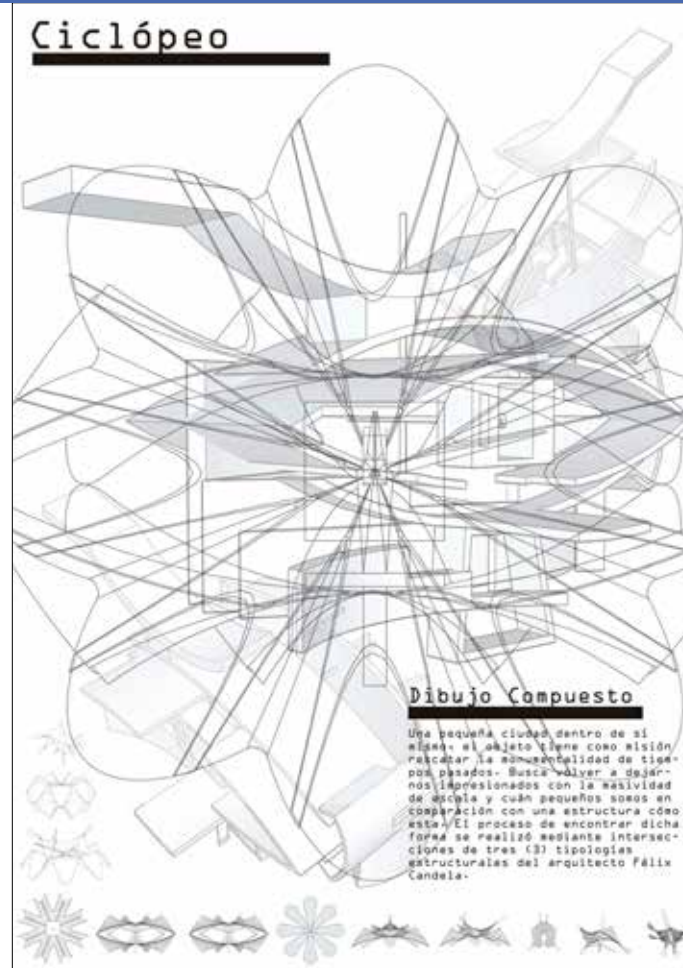 Ciclópeo
Dibujo Compuesto
Una pequeña ciudad dentro de sí
mismo, el objeto tiene como misión
rescatar la monumentalidad de tiem-
pos pasados. Busca volver a dejar-
nos impresionados con la masividad
de escala y cuán pequeños somos en
comparación con una estructura cómo
esta. El proceso de encontrar dicha
forma se realizó mediante intersec-
ciones de tres (3) tipologías
estructurales del arquitecto Félix
Candela.